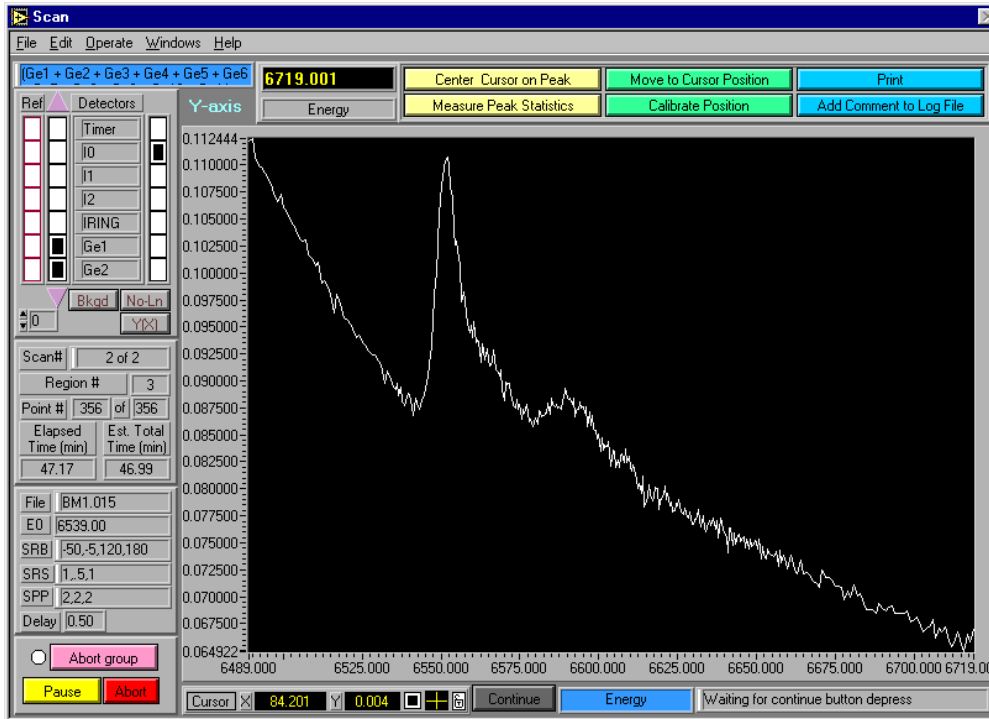 Scan
File Edit Operate Windows Help
(Ge1 + Ge2 + Ge3 + Ge4 + Ge5 + Ge6
6719.001
Energy
Center Cursor on Peak
Move to Cursor Position
Print
Measure Peak Statistics
Calibrate Position
Add Comment to Log File
Ref Detectors
Timer
I0
I1
I2
IRING
Ge1
Ge2
Bkgd No-Ln
0 Y(X)
Scan# 2 of 2
Region # 3
Point # 356 of 356
Elapsed Time (min) Est. Total Time (min)
47.17 46.99
File BM1.015
E0 6539.00
SRB -50,-5,120,180
SRS 1,.5,1
SPP 2,2,2
Delay 0.50
Abort group
Pause Abort
Y-axis
0.112444
0.110000
0.107500
0.105000
0.102500
0.100000
0.097500
0.095000
0.092500
0.090000
0.087500
0.085000
0.082500
0.080000
0.077500
0.075000
0.072500
0.070000
0.067500
0.064922
6489.000 6525.000 6550.000 6575.000 6600.000 6625.000 6650.000 6675.000 6700.000 6719.0
Cursor X 84.201 Y 0.004 Continue Energy Waiting for continue button depress